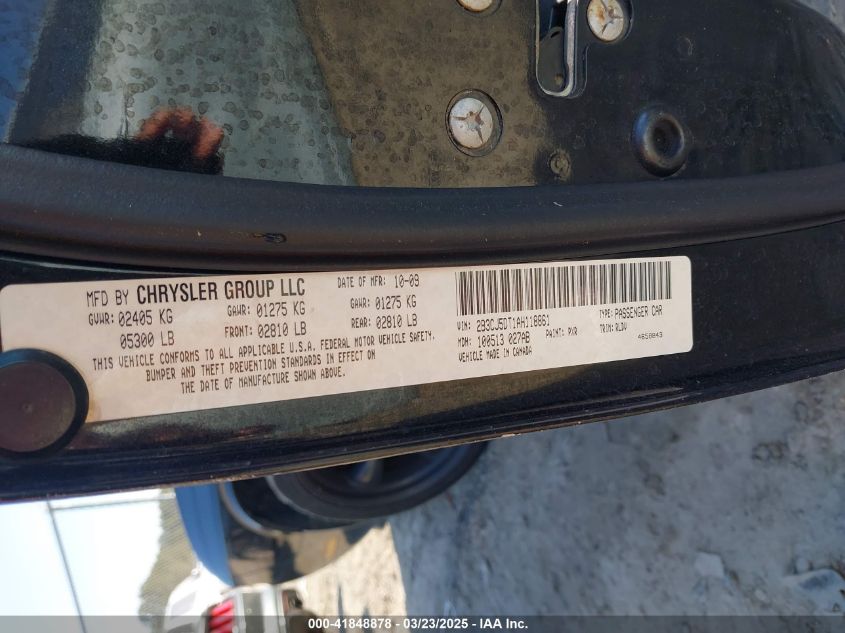 MFD BY CHRYSLER GROUP LLC DATE OF MFR: 10-09
GVWR: 02405 KG GAWR: 01275 KG GAWR: 01275 KG
05300 LB FRONT: 02810 LB REAR: 02810 LB
THIS VEHICLE CONFORMS TO ALL APPLICABLE U.S.A. FEDERAL MOTOR VEHICLE SAFETY,
BUMPER AND THEFT PREVENTION STANDARDS IN EFFECT ON
THE DATE OF MANUFACTURE SHOWN ABOVE.
VIN: 2B3CJ5DT1AH118861 TYPE: PASSENGER CAR
MDH: 100513 027AB PAINT: PXR TRIM: RLDV
VEHICLE MADE IN CANADA 4658843
000-41848878 - 03/23/2025 - IAA Inc.